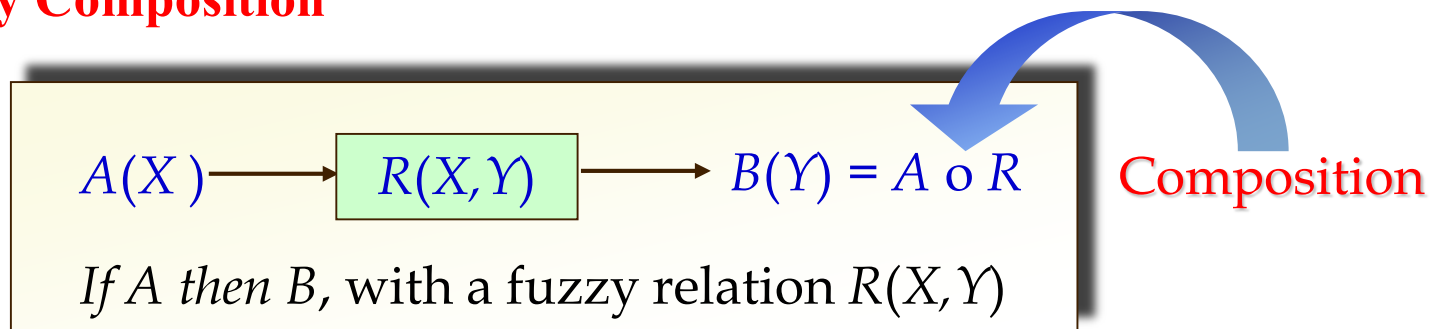 y Composition
A(X) R(X,Y) B(Y) = A o R Composition
If A then B, with a fuzzy relation R(X,Y)